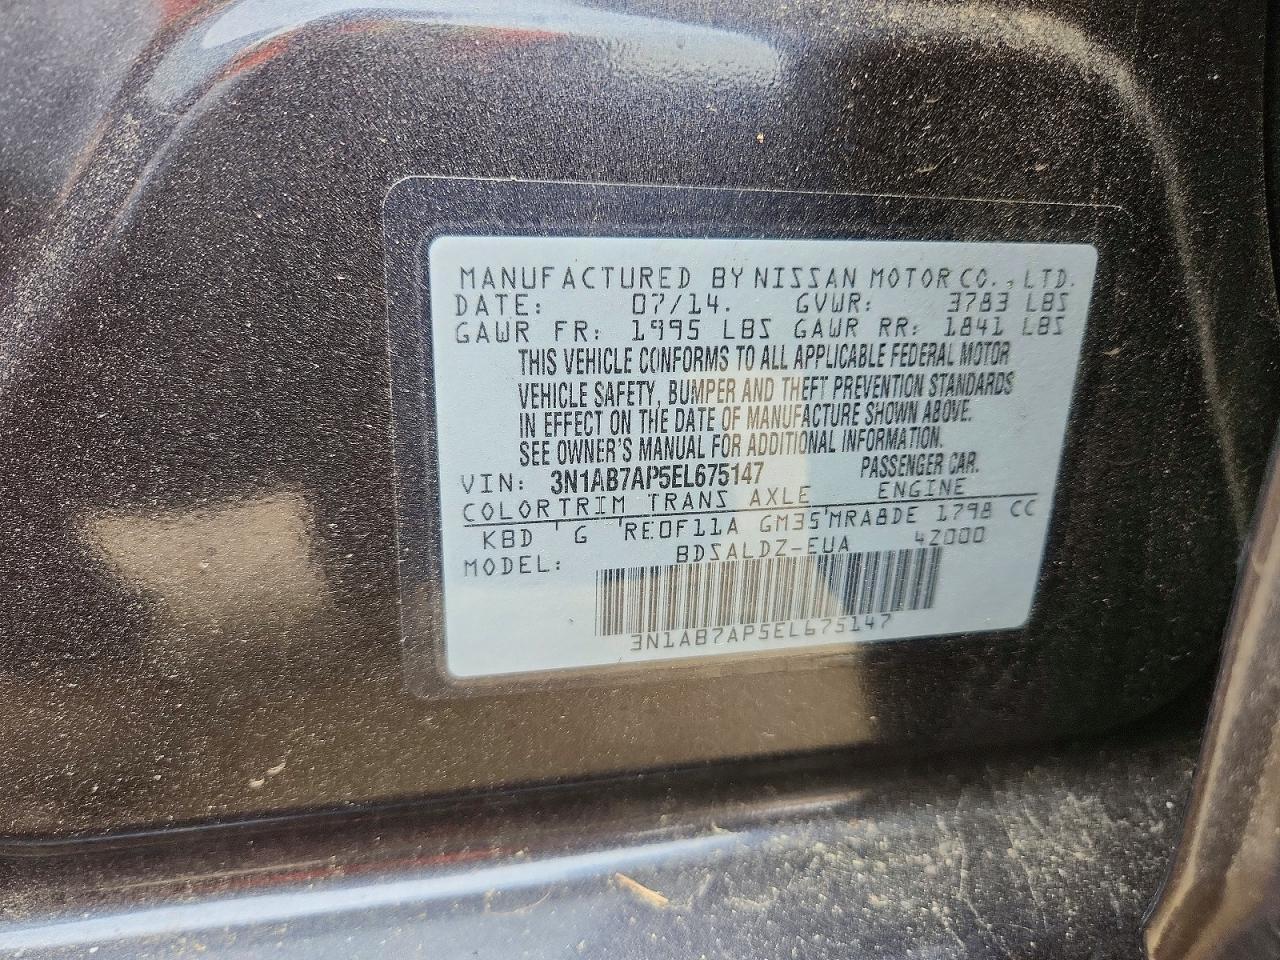 MANUFACTURED BY NISSAN MOTOR CO., LTD.
DATE: 07/14. GVWR: 3783 LBS
GAWR FR: 1995 LBS GAWR RR: 1841 LBS
THIS VEHICLE CONFORMS TO ALL APPLICABLE FEDERAL MOTOR
VEHICLE SAFETY, BUMPER AND THEFT PREVENTION STANDARDS
IN EFFECT ON THE DATE OF MANUFACTURE SHOWN ABOVE.
SEE OWNER'S MANUAL FOR ADDITIONAL INFORMATION.
VIN: 3N1AB7AP5EL675147 PASSENGER CAR.
COLOR TRIM TRANS AXLE ENGINE
KBD G RE0F11A GM35 MRA8DE 1798 CC
MODEL: BDSALDZ-EUA 4Z000
3N1AB7AP5EL675147